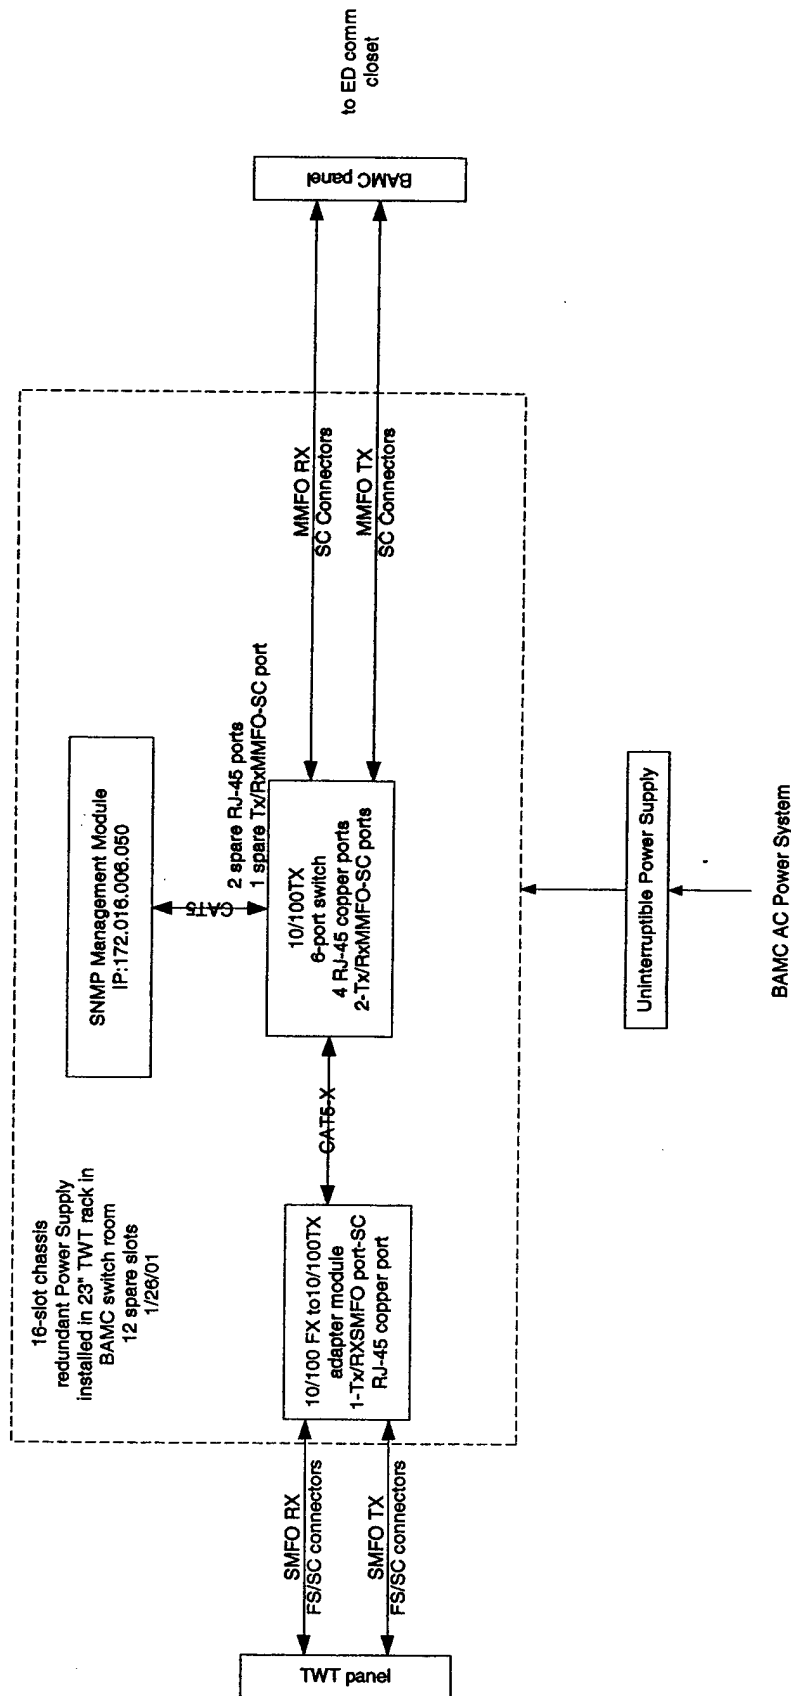 to ED comm
closet
BAMC panel
MMFO RX
SC Connectors
MMFO TX
SC Connectors
SNMP Management Module
IP:172.016.006.050
2 spare RJ-45 ports
1 spare Tx/RxMMFO-SC port
CAT5
10/100TX
6-port switch
4 RJ-45 copper ports
2-Tx/RxMMFO-SC ports
Uninterruptible Power Supply
BAMC AC Power System
CAT5-X
16-slot chassis
redundant Power Supply
installed in 23" TWT rack in
BAMC switch room
12 spare slots
1/26/01
10/100 FX to10/100TX
adapter module
1-Tx/RXSMFO port-SC
RJ-45 copper port
SMFO RX
FS/SC connectors
SMFO TX
FS/SC connectors
TWT panel